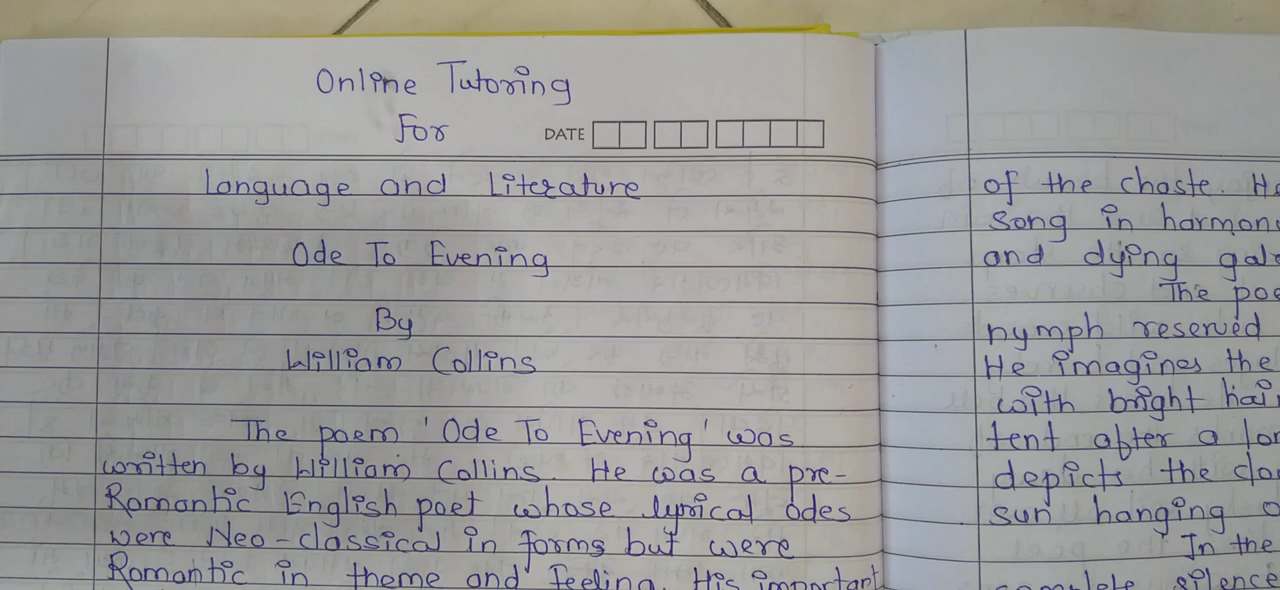 Online Tutoring
For
DATE
Language and Literature
Ode To Evening
By
William Collins
The poem 'Ode To Evening' was
written by William Collins. He was a pre-
Romantic English poet whose lyrical odes
were Neo-classical in forms but were
Romantic in theme and feeling. His important
of the chaste.
song in
and dying
The
nymph reserved
He imagines the
with bright
tent after a
depicts the
sun hanging
In the
complete silence